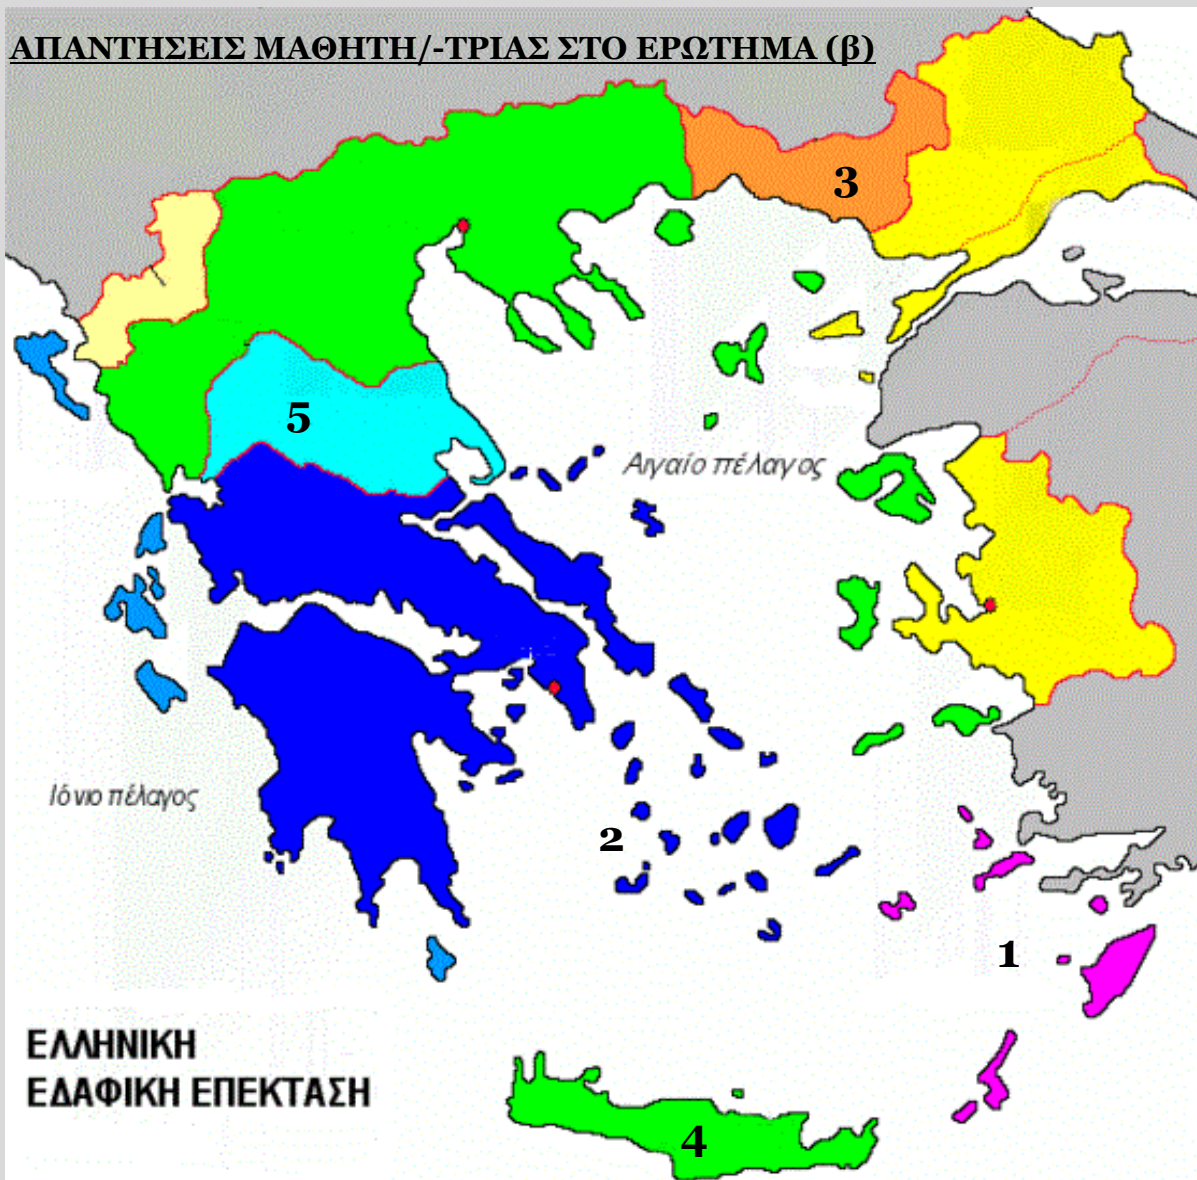 ΑΠΑΝΤΗΣΕΙΣ ΜΑΘΗΤΗ/-ΤΡΙΑΣ ΣΤΟ ΕΡΩΤΗΜΑ (β)
3
5
Αιγαίο πέλαγος
Ιόνιο πέλαγος
2
1
ΕΛΛΗΝΙΚΗ
ΕΔΑΦΙΚΗ ΕΠΕΚΤΑΣΗ
4